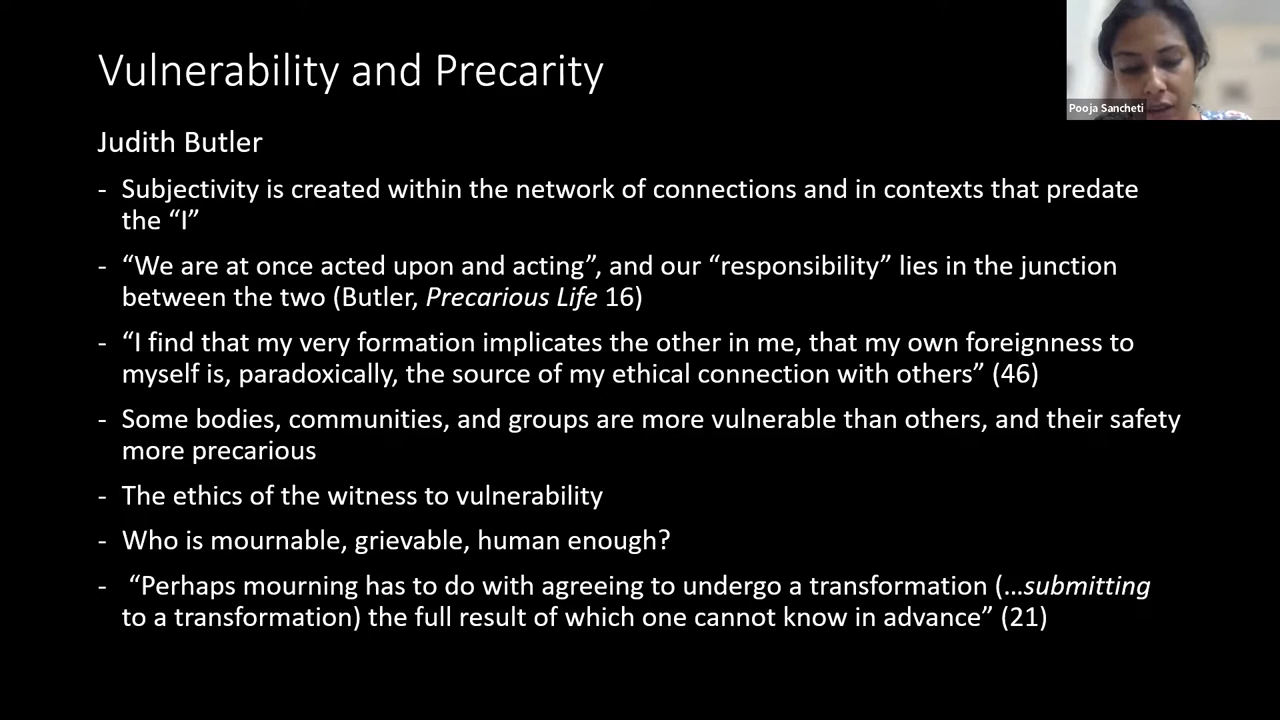 Vulnerability and Precarity
Pooja Sancheti
Judith Butler
- Subjectivity is created within the network of connections and in contexts that predate
the “I”
- “We are at once acted upon and acting”, and our “responsibility” lies in the junction
between the two (Butler, Precarious Life 16)
- “I find that my very formation implicates the other in me, that my own foreignness to
myself is, paradoxically, the source of my ethical connection with others” (46)
- Some bodies, communities, and groups are more vulnerable than others, and their safety
more precarious
- The ethics of the witness to vulnerability
- Who is mournable, grievable, human enough?
- “Perhaps mourning has to do with agreeing to undergo a transformation (…submitting
to a transformation) the full result of which one cannot know in advance” (21)